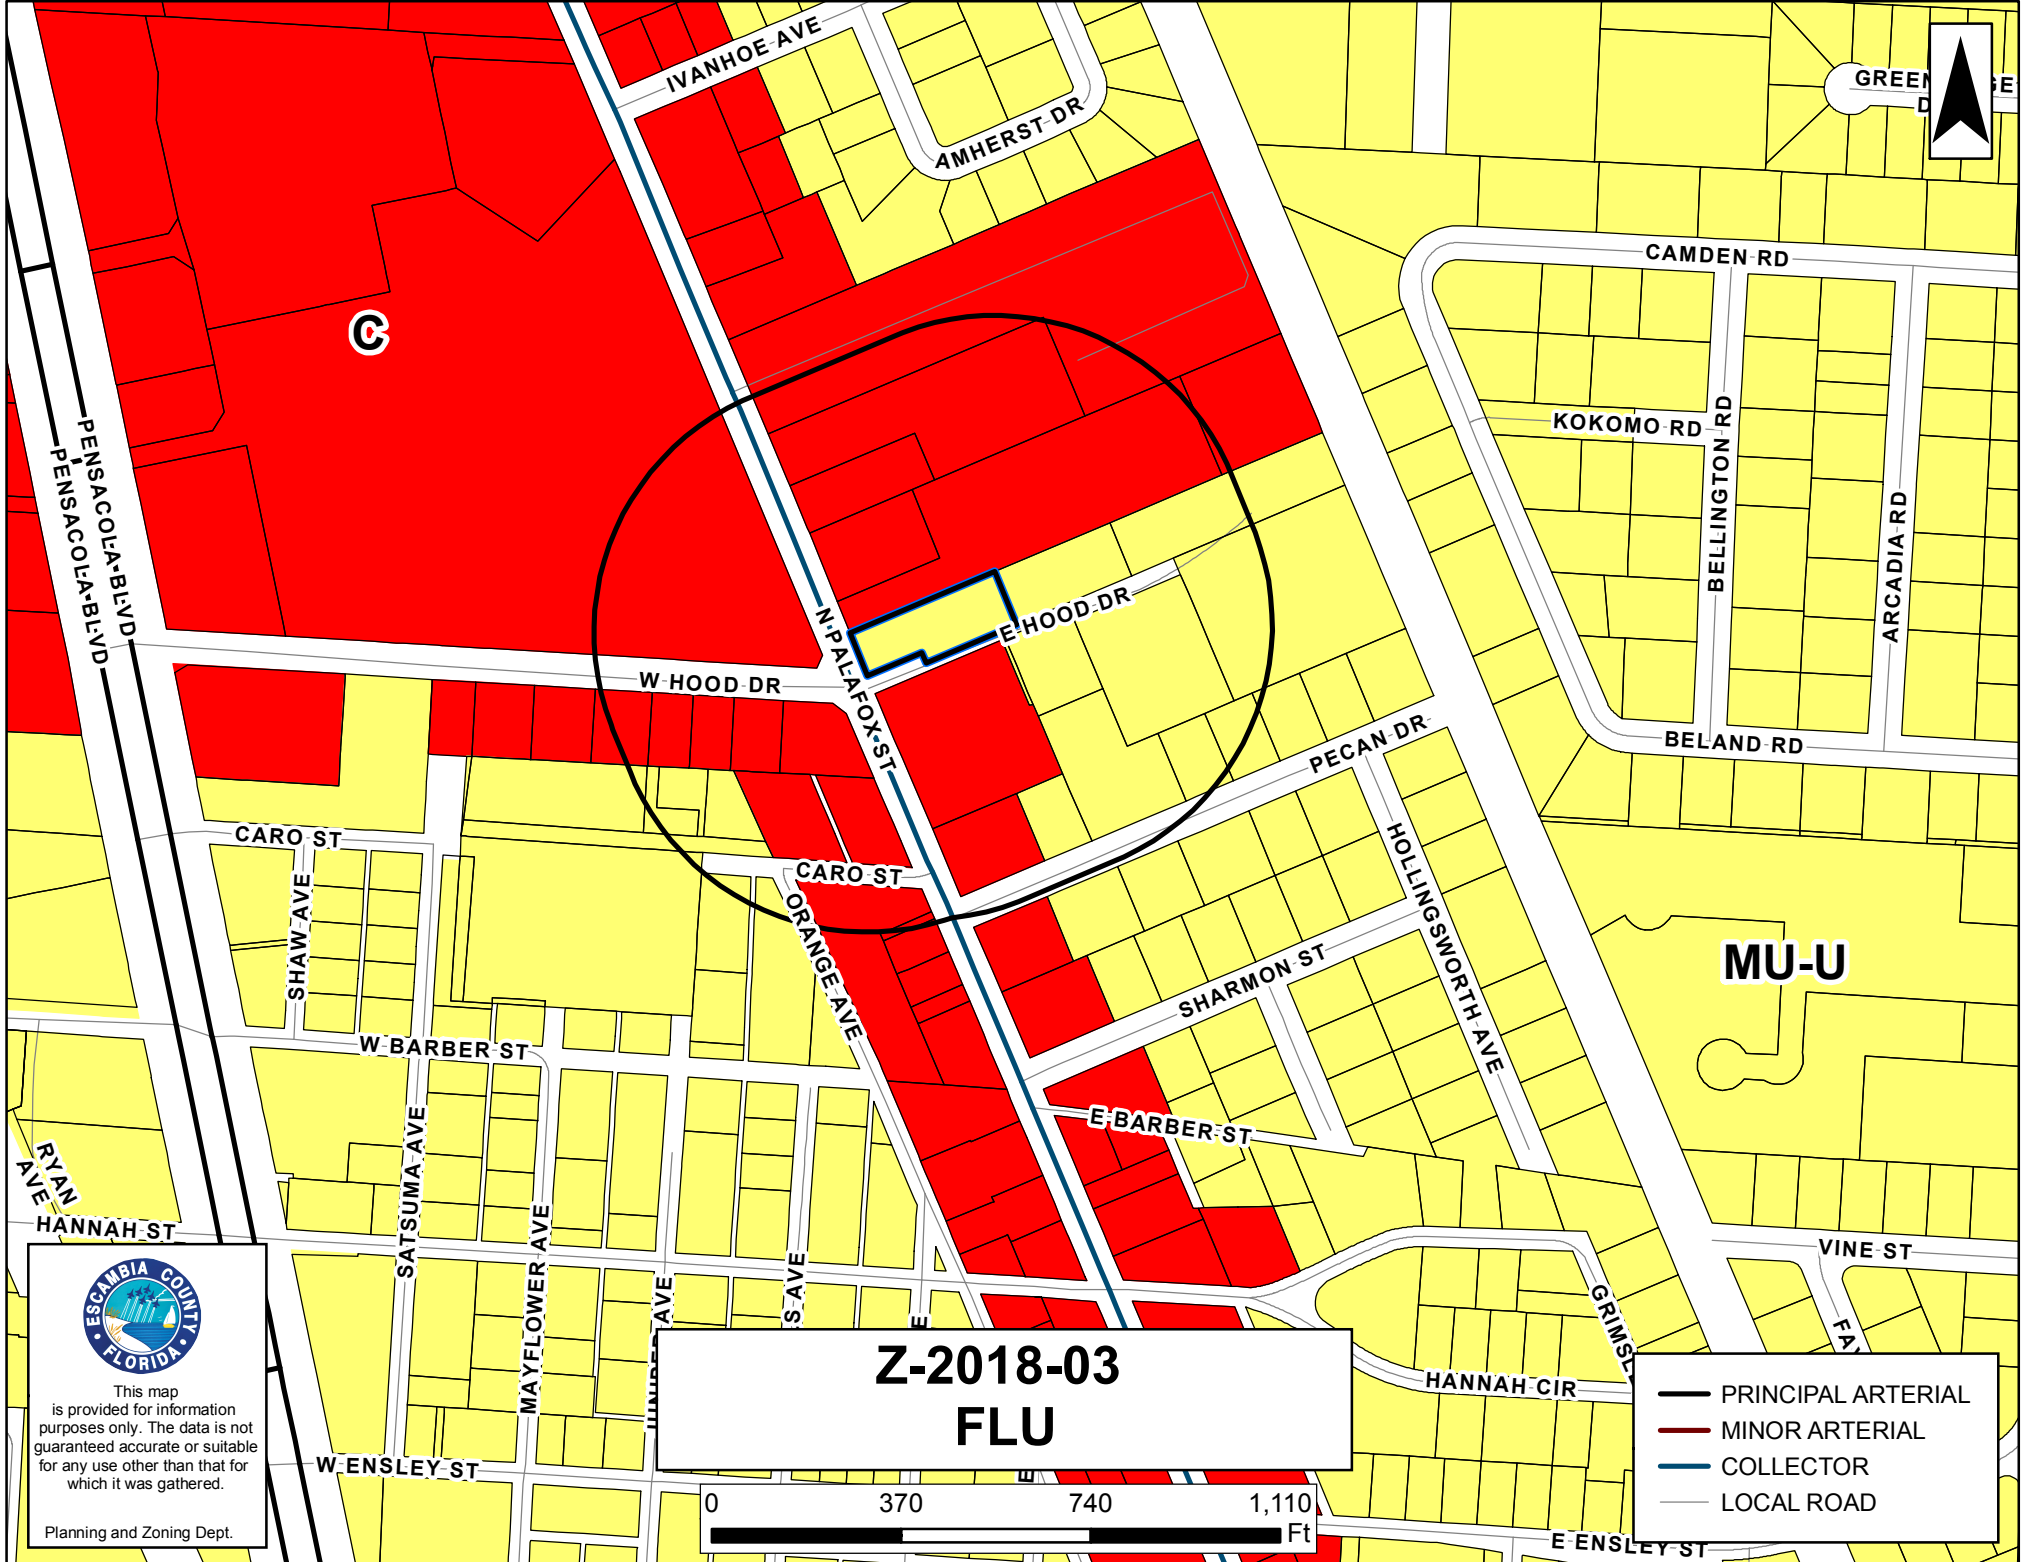 IVANHOE AVE
AMHERST DR
CAMDEN RD
C
PENSACOLA BLVD
PENSACOLA BLVD
KOKOMO RD
BELLINGTON RD
ARCADIA RD
N PALAFOX ST
E HOOD DR
W HOOD DR
PECAN DR
BELAND RD
CARO ST
CARO ST
SHAW AVE
ORANGE AVE
HOLLINGSWORTH AVE
SHARMON ST
MU-U
W BARBER ST
E BARBER ST
SATSUMA AVE
RYAN
AVE
HANNAH ST
MAYFLOWER AVE
VINE ST
HANNAH CIR
W ENSLEY ST
E ENSLEY ST
ESCAMBIA COUNTY
FLORIDA
This map
is provided for information
purposes only. The data is not
guaranteed accurate or suitable
for any use other than that for
which it was gathered.
Planning and Zoning Dept.
Z-2018-03
FLU
0 370 740 1,110
Ft
PRINCIPAL ARTERIAL
MINOR ARTERIAL
COLLECTOR
LOCAL ROAD